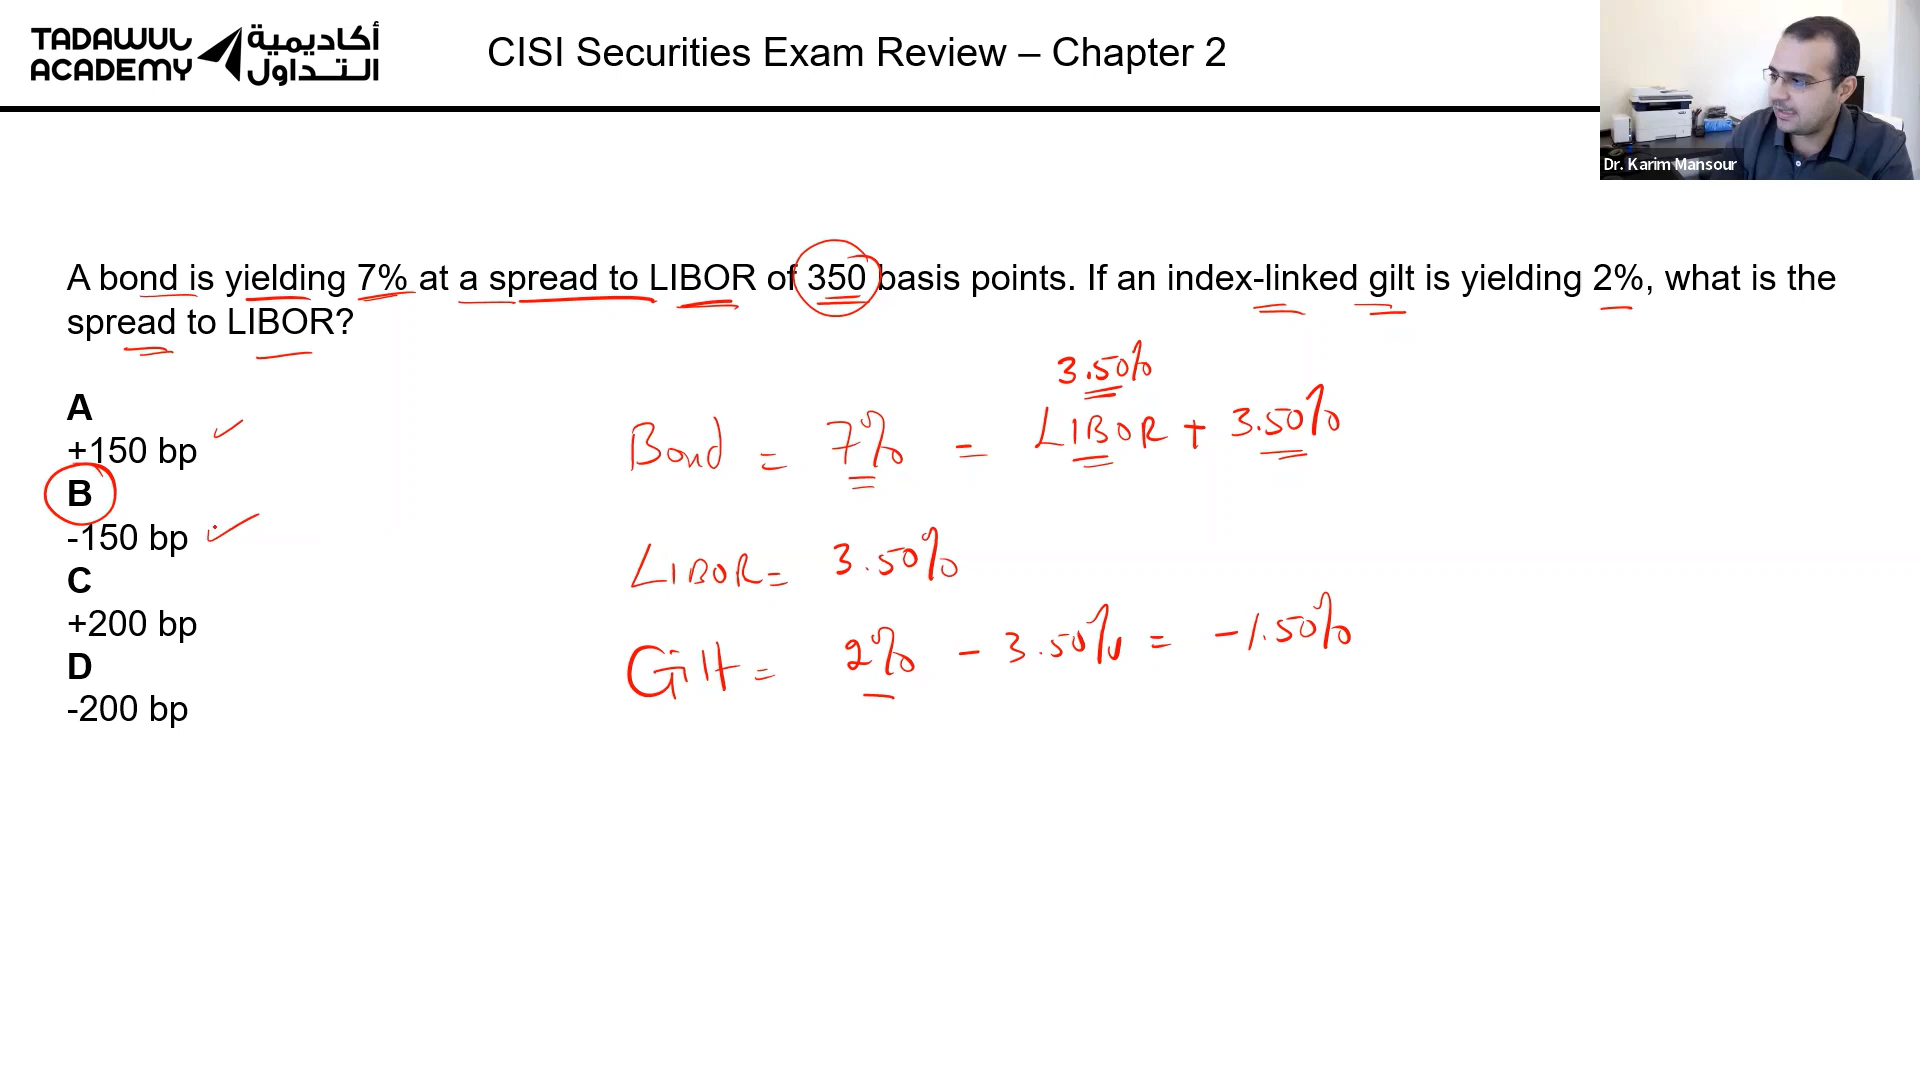 TADAWUL أكاديمية
ACADEMY التداول
CISI Securities Exam Review – Chapter 2
Dr. Karim Mansour
A bond is yielding 7% at a spread to LIBOR of 350 basis points. If an index-linked gilt is yielding 2%, what is the
spread to LIBOR?
A
+150 bp
B
-150 bp
C
+200 bp
D
-200 bp
3.50%
Bond = 7% = LIBOR + 3.50%
LIBOR = 3.50%
Gilt = 2% - 3.50% = -1.50%